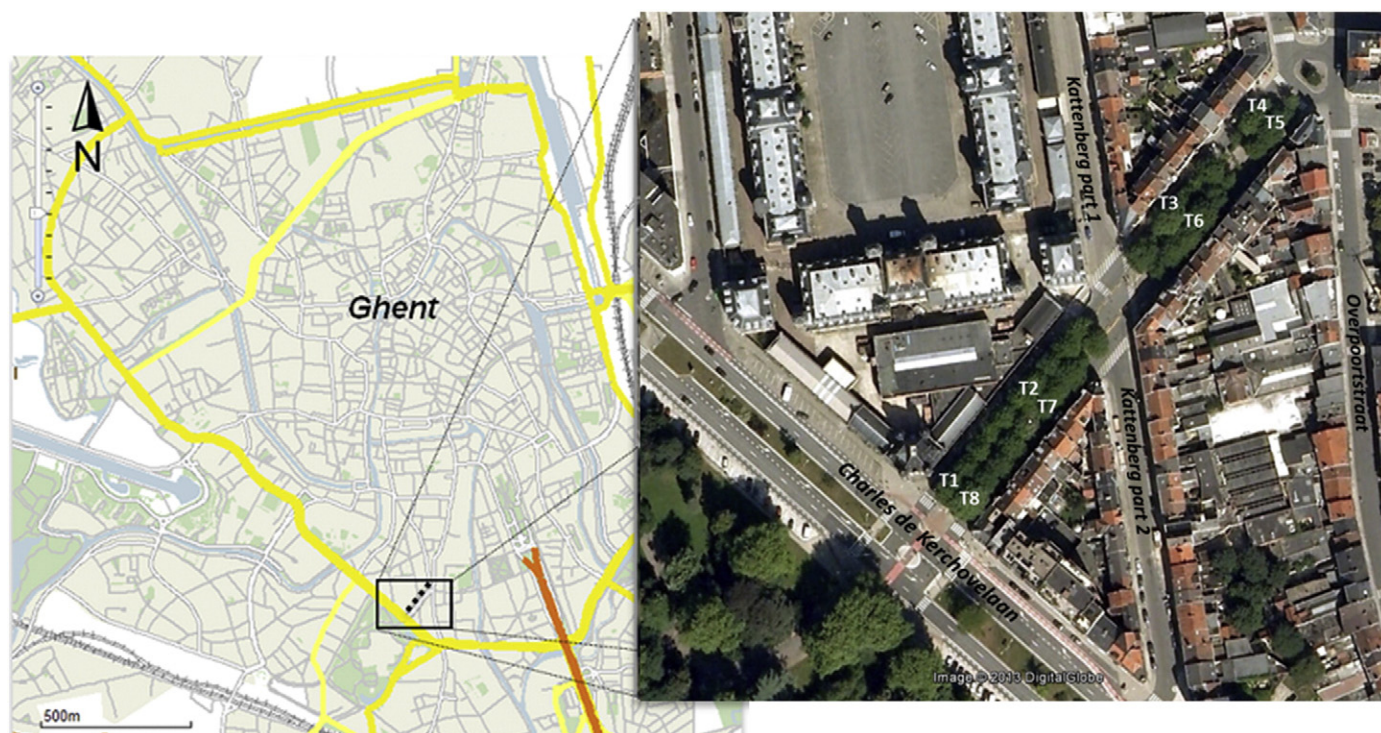 N
Ghent
500m
Kattenberg part 1
T4
T5
T3
T6
Overpoortstraat
T2
T7
Kattenberg part 2
T1
T8
Charles de Kerchovelaan
Image © 2013 DigitalGlobe